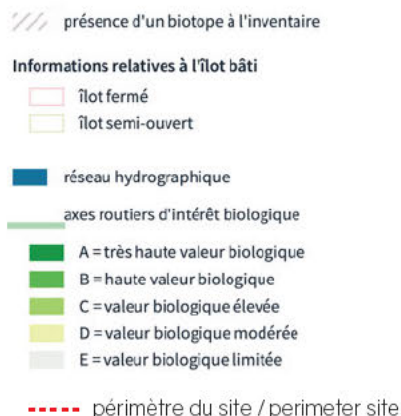 présence d'un biotope à l'inventaire
Informations relatives à l'îlot bâti
îlot fermé
îlot semi-ouvert
réseau hydrographique
axes routiers d'intérêt biologique
A = très haute valeur biologique
B = haute valeur biologique
C = valeur biologique élevée
D = valeur biologique modérée
E = valeur biologique limitée
périmètre du site / perimeter site